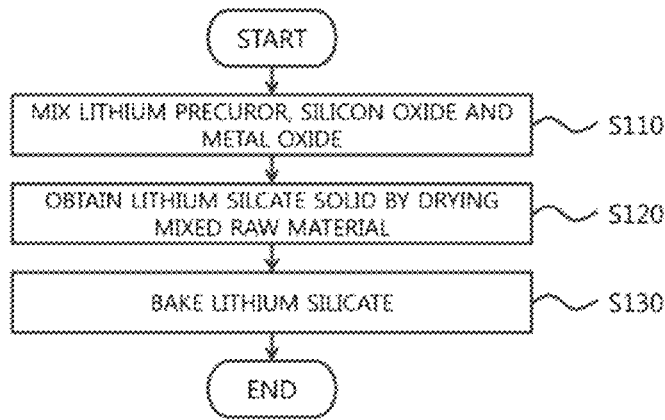 START
MIX LITHIUM PRECUROR, SILICON OXIDE AND
METAL OXIDE
S110
OBTAIN LITHIUM SILCATE SOLID BY DRYING
MIXED RAW MATERIAL
S120
BAKE LITHIUM SILICATE
S130
END